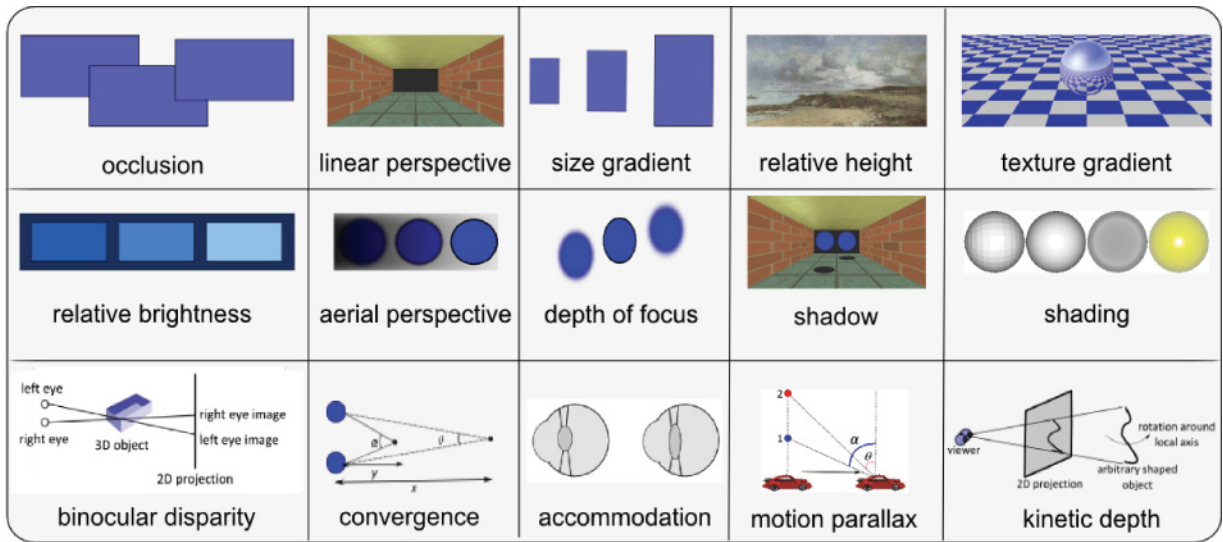 occlusion
linear perspective
size gradient
relative height
texture gradient
relative brightness
aerial perspective
depth of focus
shadow
shading
left eye
right eye
3D object
right eye image
left eye image
2D projection
binocular disparity
α
y
x
convergence
accommodation
2
1
α
θ
motion parallax
viewer
2D projection
rotation around
local axis
arbitrary shaped
object
kinetic depth